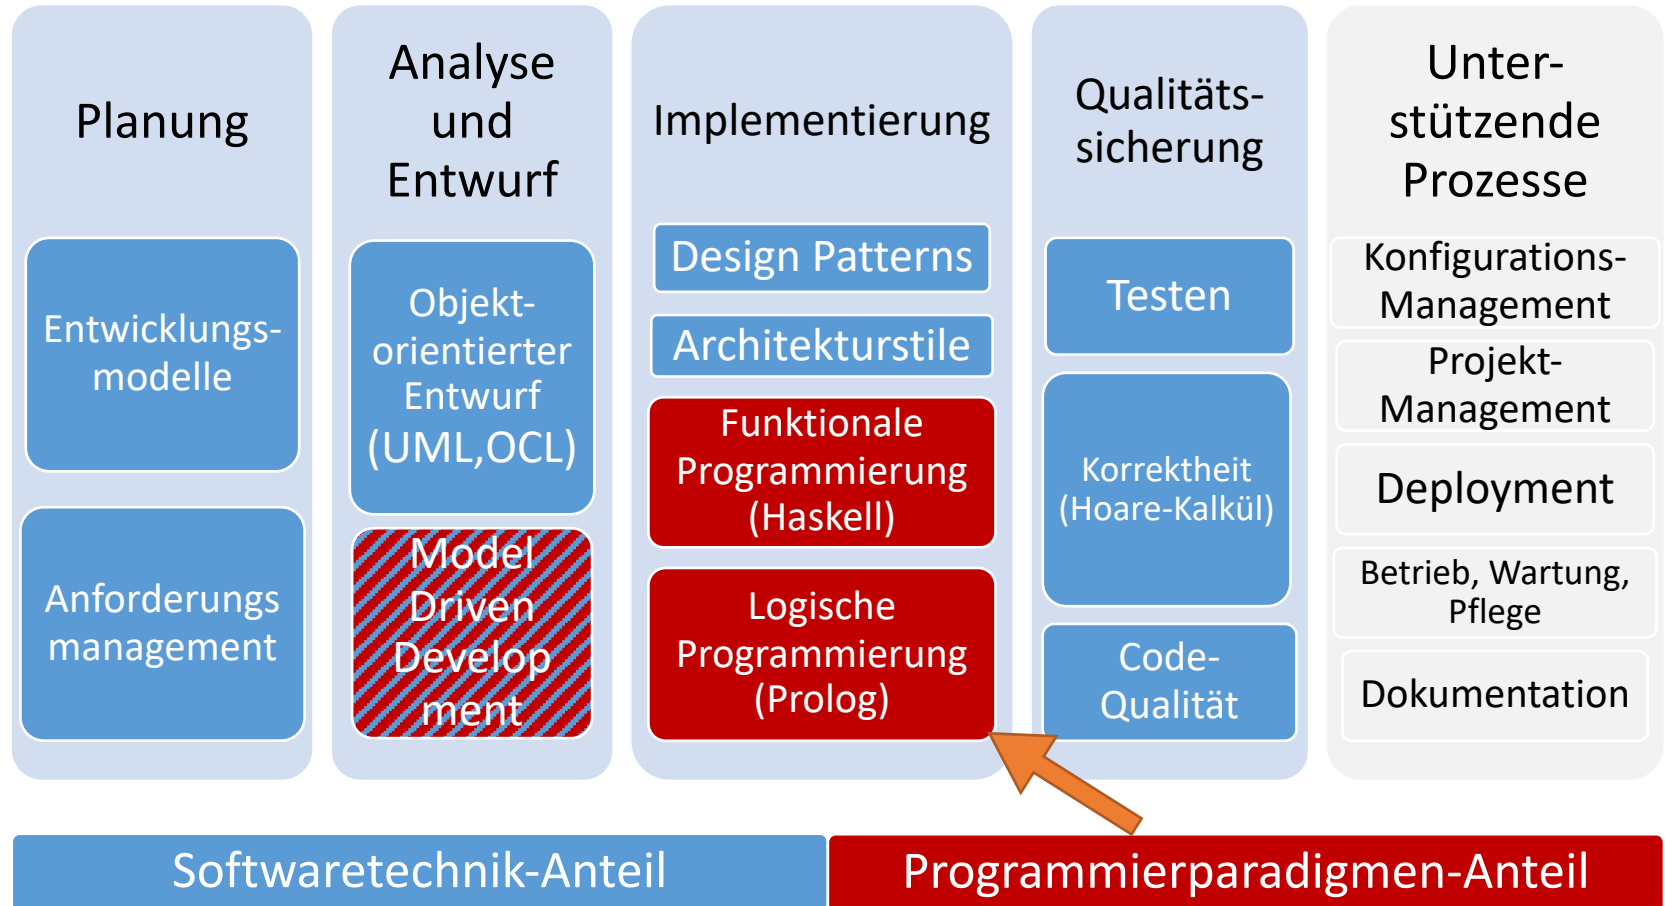 Planung
Entwicklungs-
modelle
Anforderungs
management
Analyse
und
Entwurf
Objekt-
orientierter
Entwurf
(UML,OCL)
Model
Driven
Develop
ment
Implementierung
Design Patterns
Architekturstile
Funktionale
Programmierung
(Haskell)
Logische
Programmierung
(Prolog)
Qualitäts-
sicherung
Testen
Korrektheit
(Hoare-Kalkül)
Code-
Qualität
Unter-
stützende
Prozesse
Konfigurations-
Management
Projekt-
Management
Deployment
Betrieb, Wartung,
Pflege
Dokumentation
Softwaretechnik-Anteil
Programmierparadigmen-Anteil